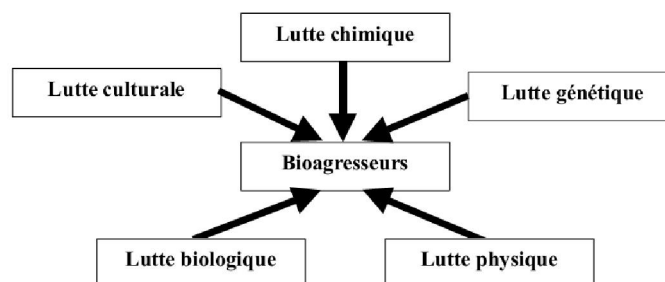 Lutte chimique
Lutte culturale
Lutte génétique
Bioagresseurs
Lutte biologique
Lutte physique